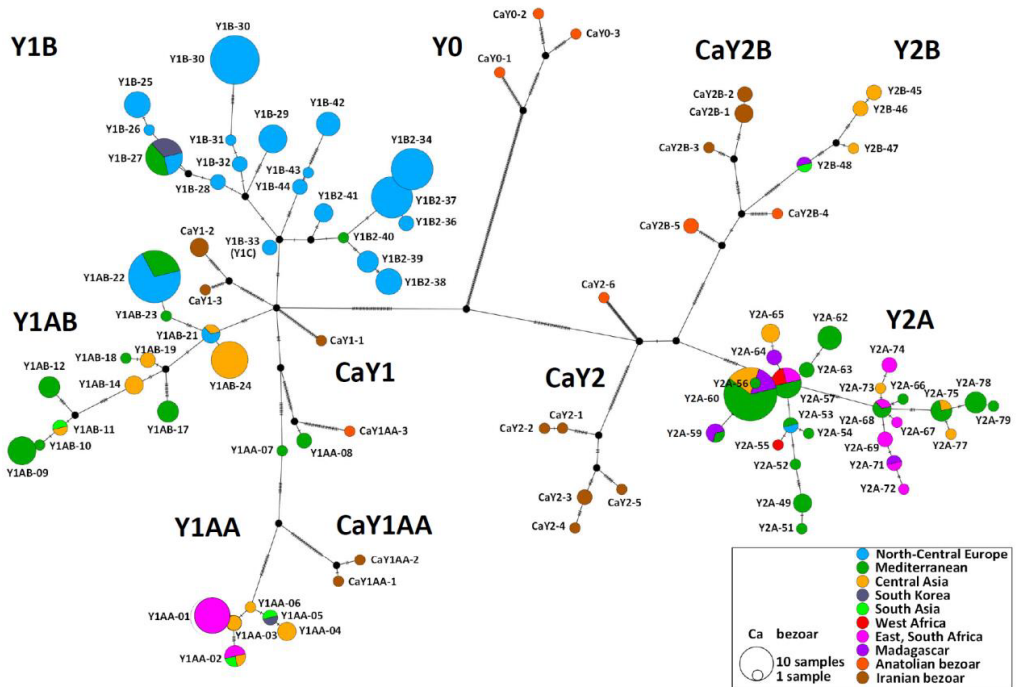 Y1B
Y0
CaY2B
Y2B
Y1B-30
Y1B-30
Y1B-25
Y1B-26
Y1B-27
Y1B-28
Y1B-31
Y1B-32
Y1B-29
Y1B-42
Y1B-43
Y1B-44
Y1B2-34
Y1B2-37
Y1B2-36
Y1B2-41
Y1B2-40
Y1B2-39
Y1B2-38
Y1B-33
(Y1C)
CaY0-2
CaY0-3
CaY0-1
CaY2B-2
CaY2B-1
CaY2B-3
CaY2B-4
CaY2B-5
Y2B-45
Y2B-46
Y2B-47
Y2B-48
CaY1-2
CaY1-3
CaY1-1
CaY1
Y1AB
Y1AB-22
Y1AB-23
Y1AB-21
Y1AB-24
Y1AB-18
Y1AB-19
Y1AB-12
Y1AB-14
Y1AB-17
Y1AB-11
Y1AB-10
Y1AB-09
CaY1AA-3
Y1AA-08
Y1AA-07
Y1AA
CaY1AA
CaY1AA-2
CaY1AA-1
Y1AA-01
Y1AA-06
Y1AA-05
Y1AA-04
Y1AA-03
Y1AA-02
CaY2
CaY2-6
CaY2-1
CaY2-2
CaY2-3
CaY2-5
CaY2-4
Y2A
Y2A-65
Y2A-62
Y2A-64
Y2A-63
Y2A-56
Y2A-57
Y2A-60
Y2A-59
Y2A-53
Y2A-54
Y2A-55
Y2A-52
Y2A-49
Y2A-51
Y2A-74
Y2A-73
Y2A-66
Y2A-68
Y2A-67
Y2A-69
Y2A-71
Y2A-72
Y2A-75
Y2A-78
Y2A-79
Y2A-77
North-Central Europe
Mediterranean
Central Asia
South Korea
South Asia
West Africa
East, South Africa
Madagascar
Anatolian bezoar
Iranian bezoar
Ca bezoar
10 samples
1 sample